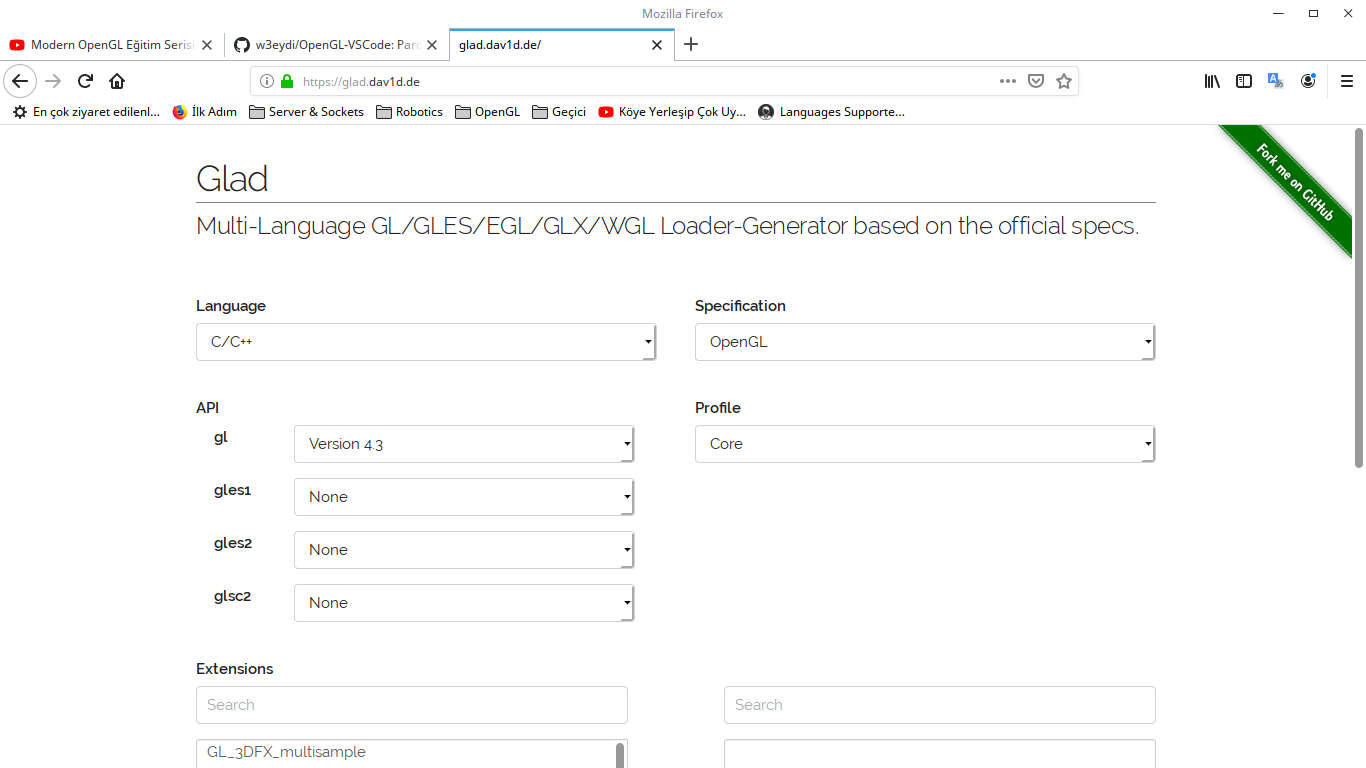 Mozilla Firefox
Modern OpenGL Eğitim Serisi
w3eydi/OpenGL-VSCode: Parç
glad.dav1d.de/
https://glad.dav1d.de
En çok ziyaret edilenl...
İlk Adım
Server & Sockets
Robotics
OpenGL
Geçici
Köye Yerleşip Çok Uy...
Languages Supporte...
Fork me on GitHub
Glad
Multi-Language GL/GLES/EGL/GLX/WGL Loader-Generator based on the official specs.
Language
Specification
C/C++
OpenGL
API
Profile
gl
Version 4.3
Core
gles1
None
gles2
None
glsc2
None
Extensions
Search
Search
GL_3DFX_multisample